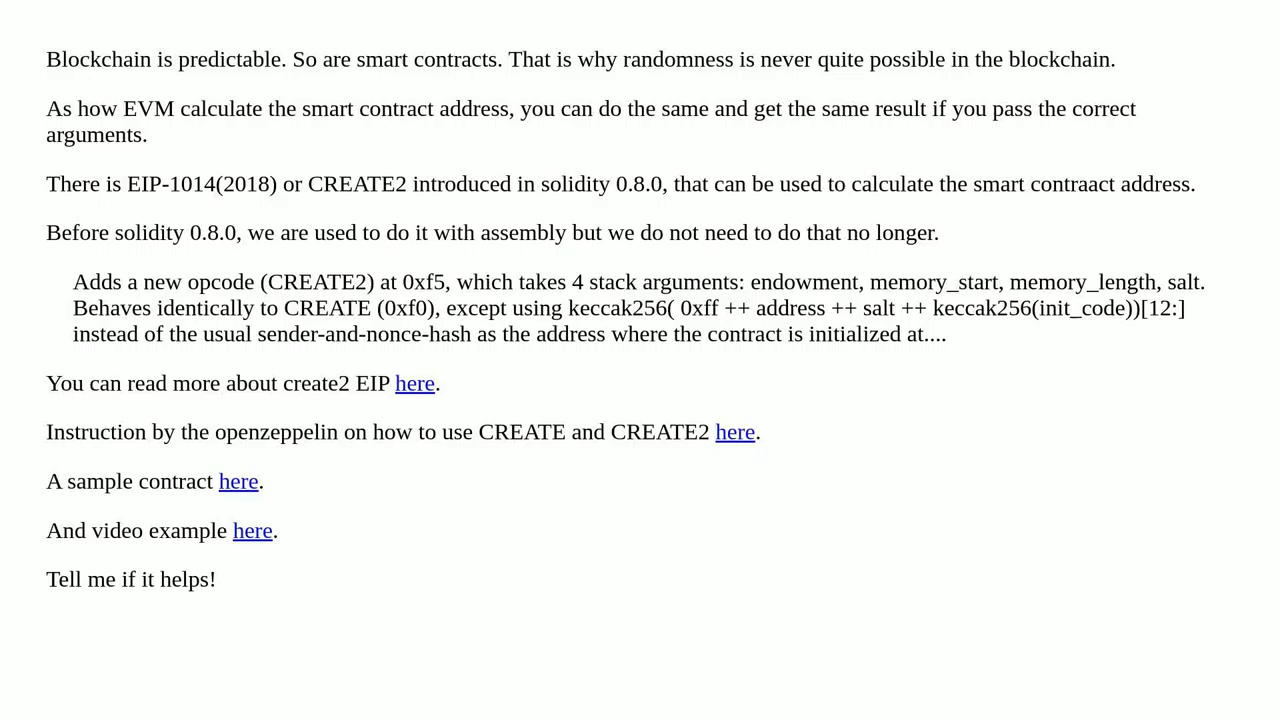 Blockchain is predictable. So are smart contracts. That is why randomness is never quite possible in the blockchain.
As how EVM calculate the smart contract address, you can do the same and get the same result if you pass the correct
arguments.
There is EIP-1014(2018) or CREATE2 introduced in solidity 0.8.0, that can be used to calculate the smart contraact address.
Before solidity 0.8.0, we are used to do it with assembly but we do not need to do that no longer.
Adds a new opcode (CREATE2) at 0xf5, which takes 4 stack arguments: endowment, memory_start, memory_length, salt.
Behaves identically to CREATE (0xf0), except using keccak256( 0xff ++ address ++ salt ++ keccak256(init_code))[12:]
instead of the usual sender-and-nonce-hash as the address where the contract is initialized at....
You can read more about create2 EIP here.
Instruction by the openzeppelin on how to use CREATE and CREATE2 here.
A sample contract here.
And video example here.
Tell me if it helps!